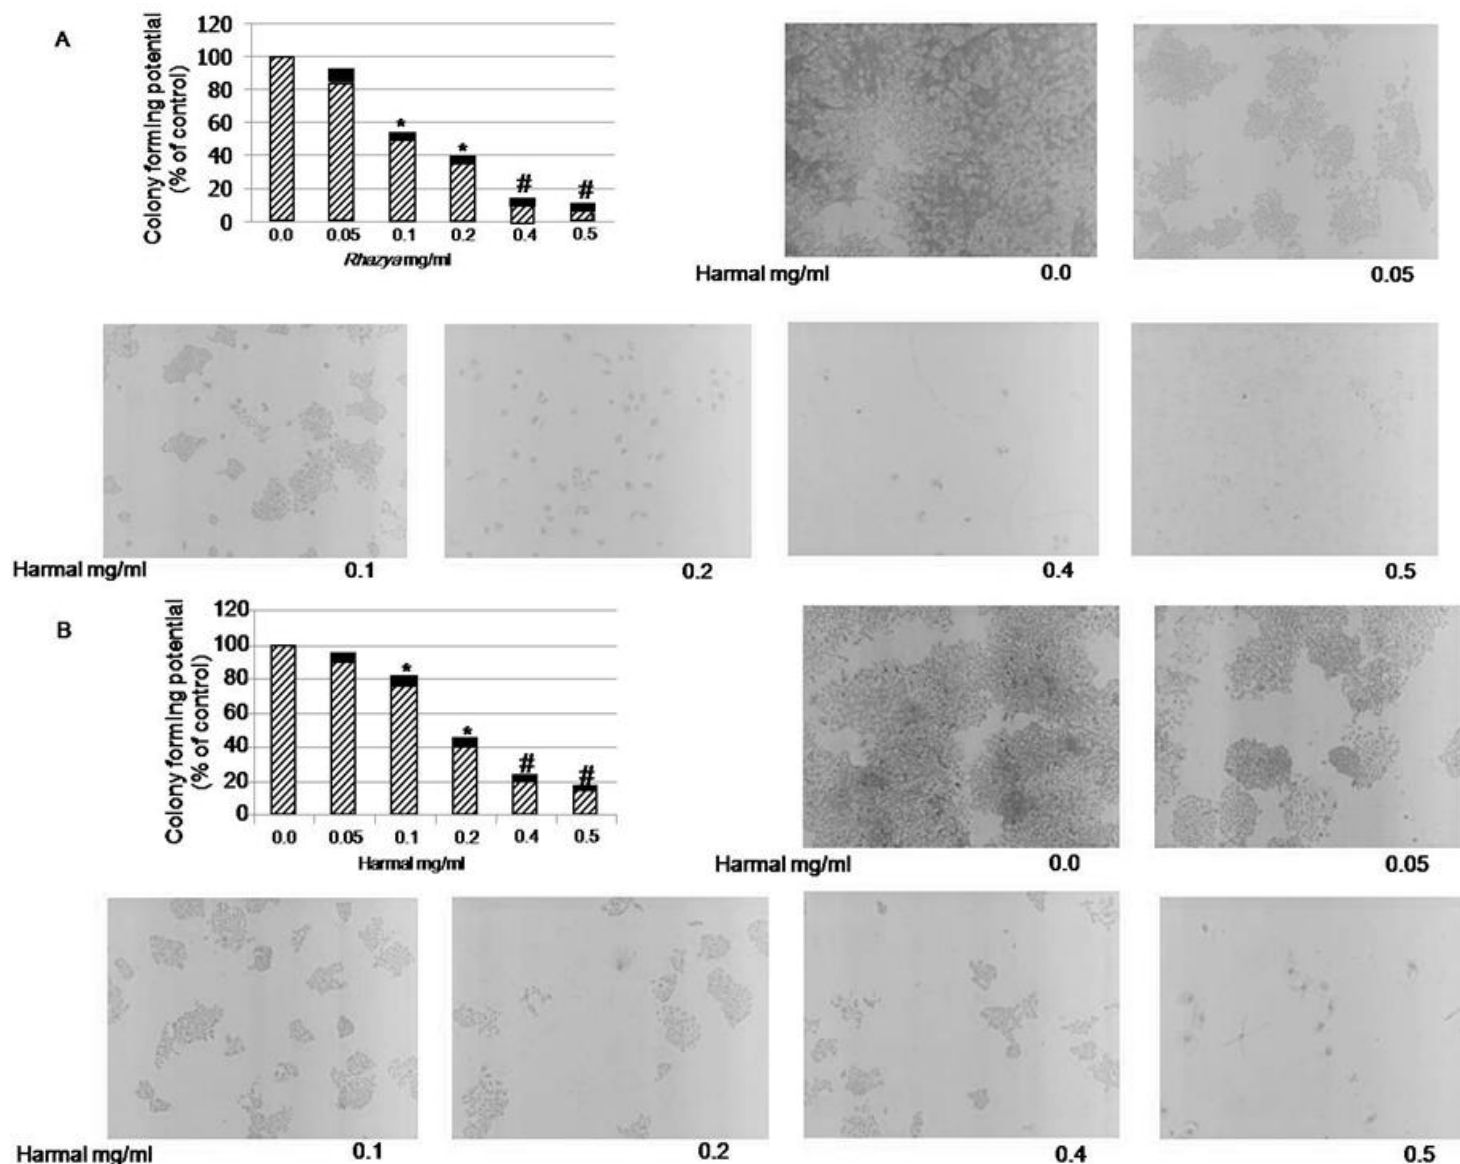 A
Colony forming potential
(% of control)
120
100
80
60
40
20
0
*
*
#
#
0.0 0.05 0.1 0.2 0.4 0.5
Rhazya mg/ml
Harmal mg/ml 0.0 0.05
Harmal mg/ml 0.1 0.2 0.4 0.5
B
Colony forming potential
(% of control)
120
100
80
60
40
20
0
*
*
#
#
0.0 0.05 0.1 0.2 0.4 0.5
Harmal mg/ml
Harmal mg/ml 0.0 0.05
Harmal mg/ml 0.1 0.2 0.4 0.5